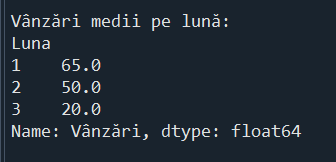 Vânzări medii pe lună:
Luna
1    65.0
2    50.0
3    20.0
Name: Vânzări, dtype: float64